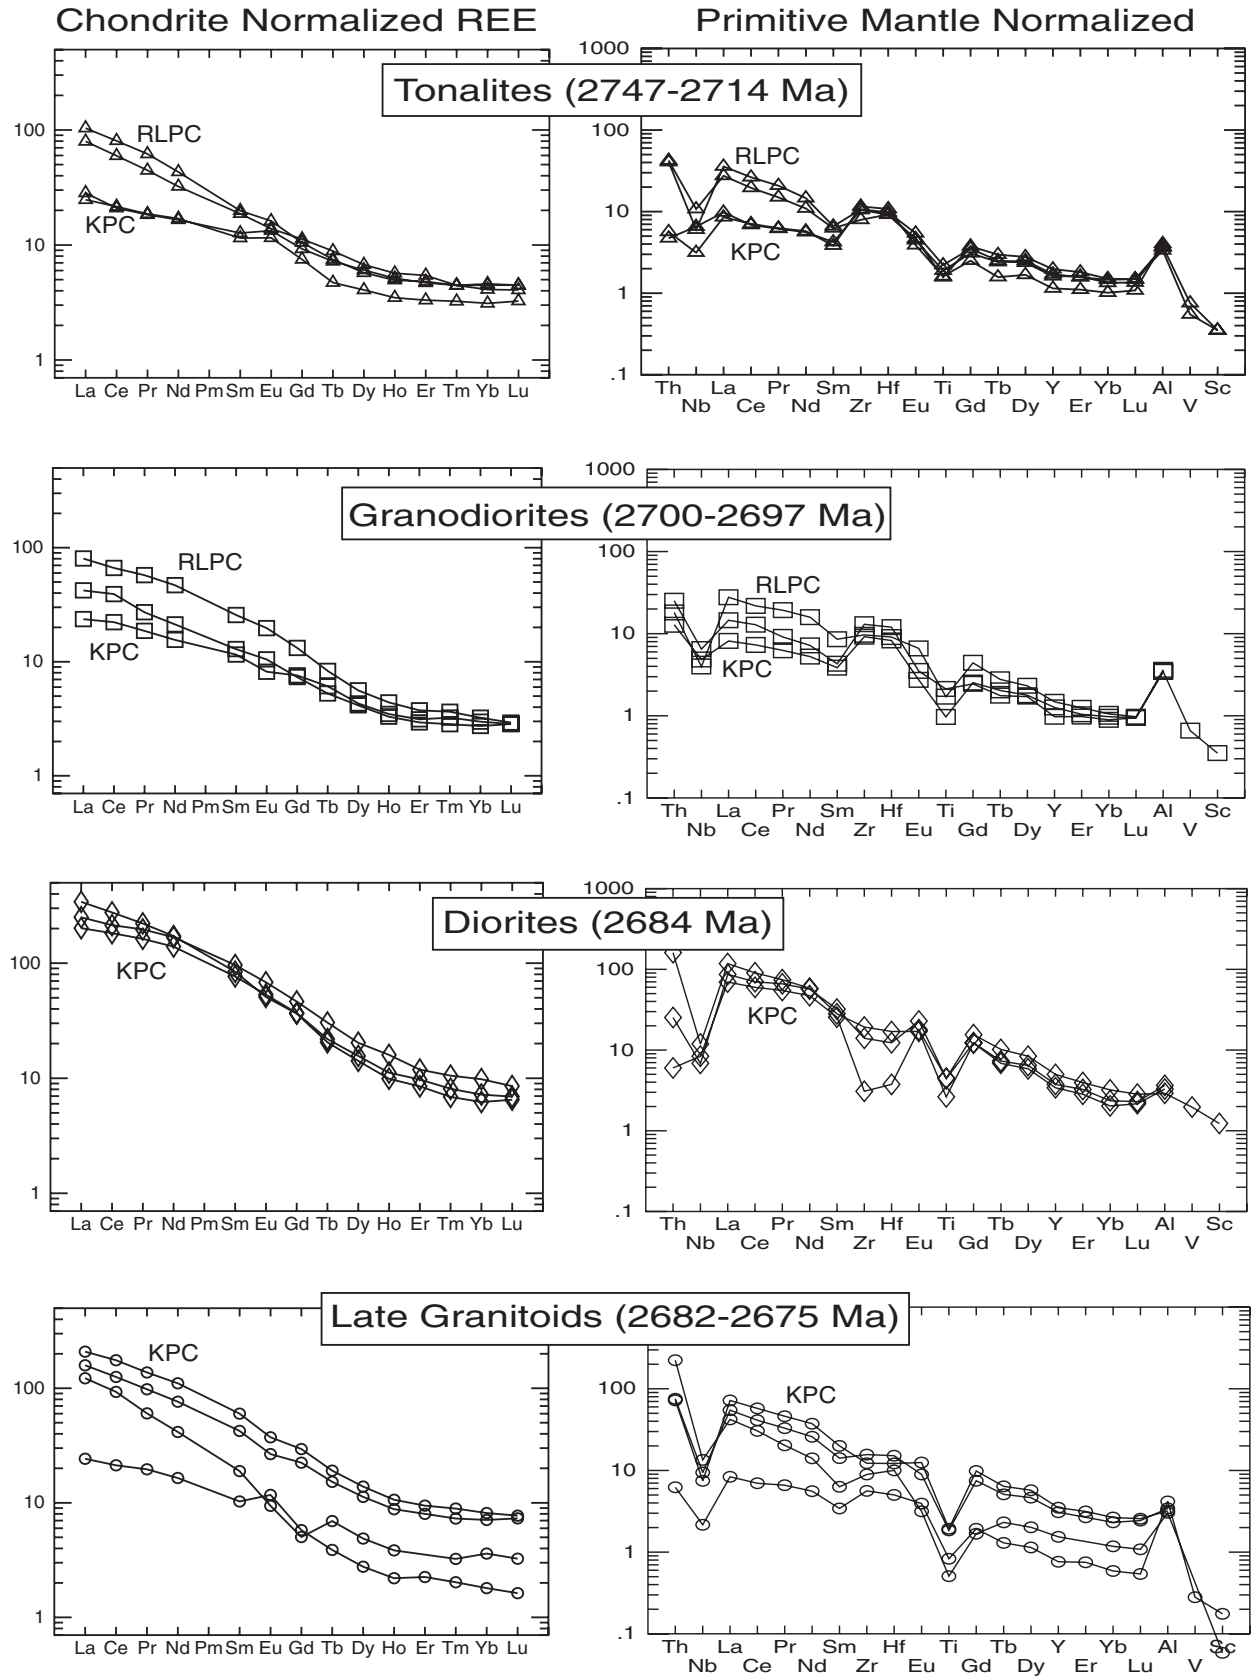 Chondrite Normalized REE
Primitive Mantle Normalized
Tonalites (2747-2714 Ma)
100
10
1
RLPC
KPC
La Ce Pr Nd Pm Sm Eu Gd Tb Dy Ho Er Tm Yb Lu
1000
100
10
1
.1
RLPC
KPC
Th La Pr Sm Hf Ti Tb Y Yb Al Sc
Nb Ce Nd Zr Eu Gd Dy Er Lu V
Granodiorites (2700-2697 Ma)
100
10
1
RLPC
KPC
La Ce Pr Nd Pm Sm Eu Gd Tb Dy Ho Er Tm Yb Lu
1000
100
10
1
.1
RLPC
KPC
Th La Pr Sm Hf Ti Tb Y Yb Al Sc
Nb Ce Nd Zr Eu Gd Dy Er Lu V
Diorites (2684 Ma)
100
10
1
KPC
La Ce Pr Nd Pm Sm Eu Gd Tb Dy Ho Er Tm Yb Lu
1000
100
10
1
.1
KPC
Th La Pr Sm Hf Ti Tb Y Yb Al Sc
Nb Ce Nd Zr Eu Gd Dy Er Lu V
Late Granitoids (2682-2675 Ma)
100
10
1
KPC
La Ce Pr Nd Pm Sm Eu Gd Tb Dy Ho Er Tm Yb Lu
100
10
1
.1
KPC
Th La Pr Sm Hf Ti Tb Y Yb Al Sc
Nb Ce Nd Zr Eu Gd Dy Er Lu V